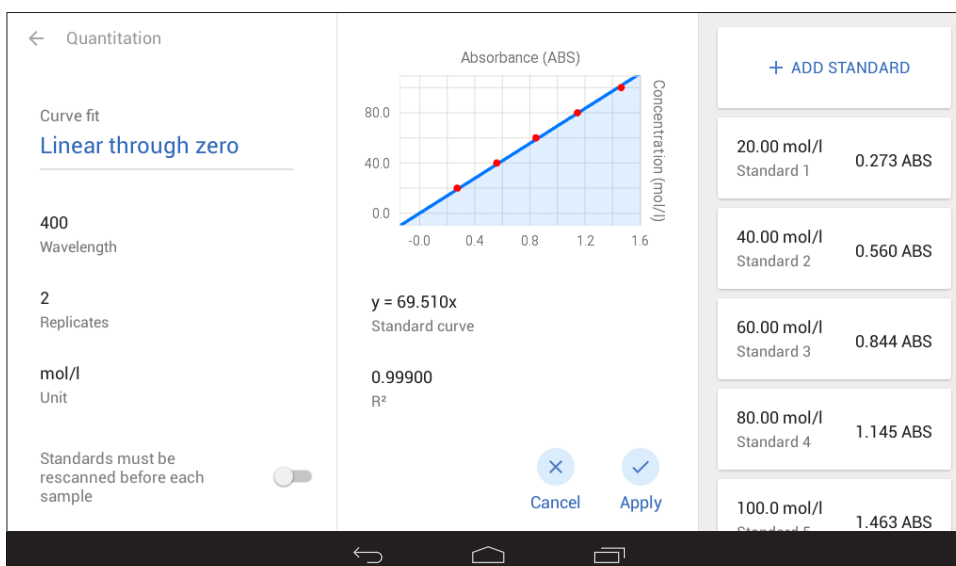 Quantitation
Curve fit
Linear through zero
400
Wavelength
2
Replicates
mol/l
Unit
Standards must be
rescanned before each
sample
Absorbance (ABS)
80.0
40.0
0.0
-0.0 0.4 0.8 1.2 1.6
Concentration (mol/l)
y = 69.510x
Standard curve
0.99900
R²
Cancel Apply
+ ADD STANDARD
20.00 mol/l
Standard 1
0.273 ABS
40.00 mol/l
Standard 2
0.560 ABS
60.00 mol/l
Standard 3
0.844 ABS
80.00 mol/l
Standard 4
1.145 ABS
100.0 mol/l
Standard 5
1.463 ABS